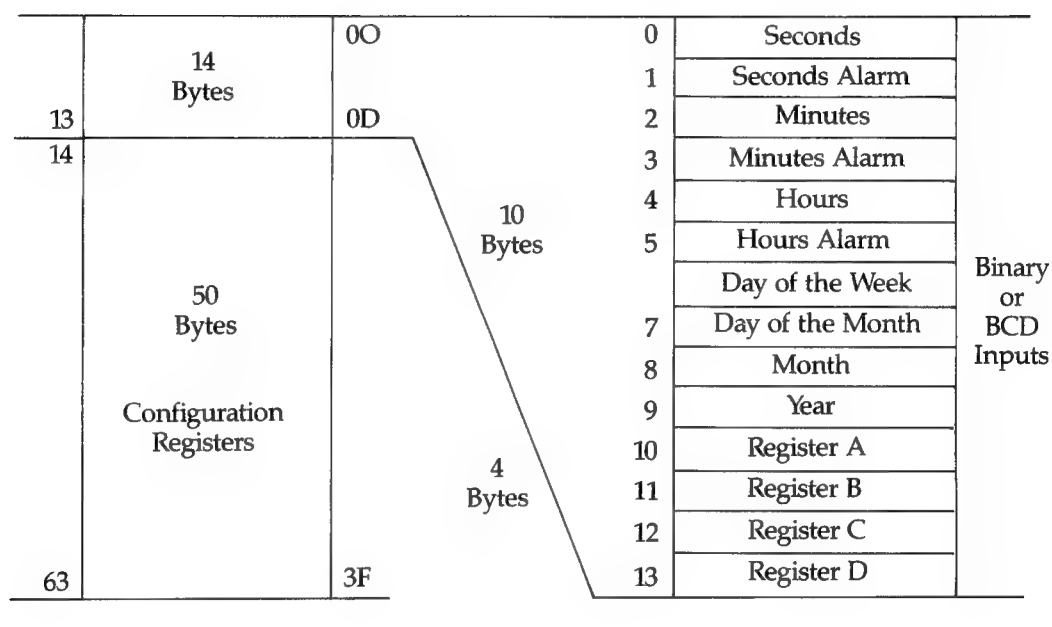 00
14
Bytes
13
0D
14
50
Bytes
Configuration
Registers
63
3F
10
Bytes
4
Bytes
0 Seconds
1 Seconds Alarm
2 Minutes
3 Minutes Alarm
4 Hours
5 Hours Alarm
Day of the Week
7 Day of the Month
8 Month
9 Year
10 Register A
11 Register B
12 Register C
13 Register D
Binary
or
BCD
Inputs